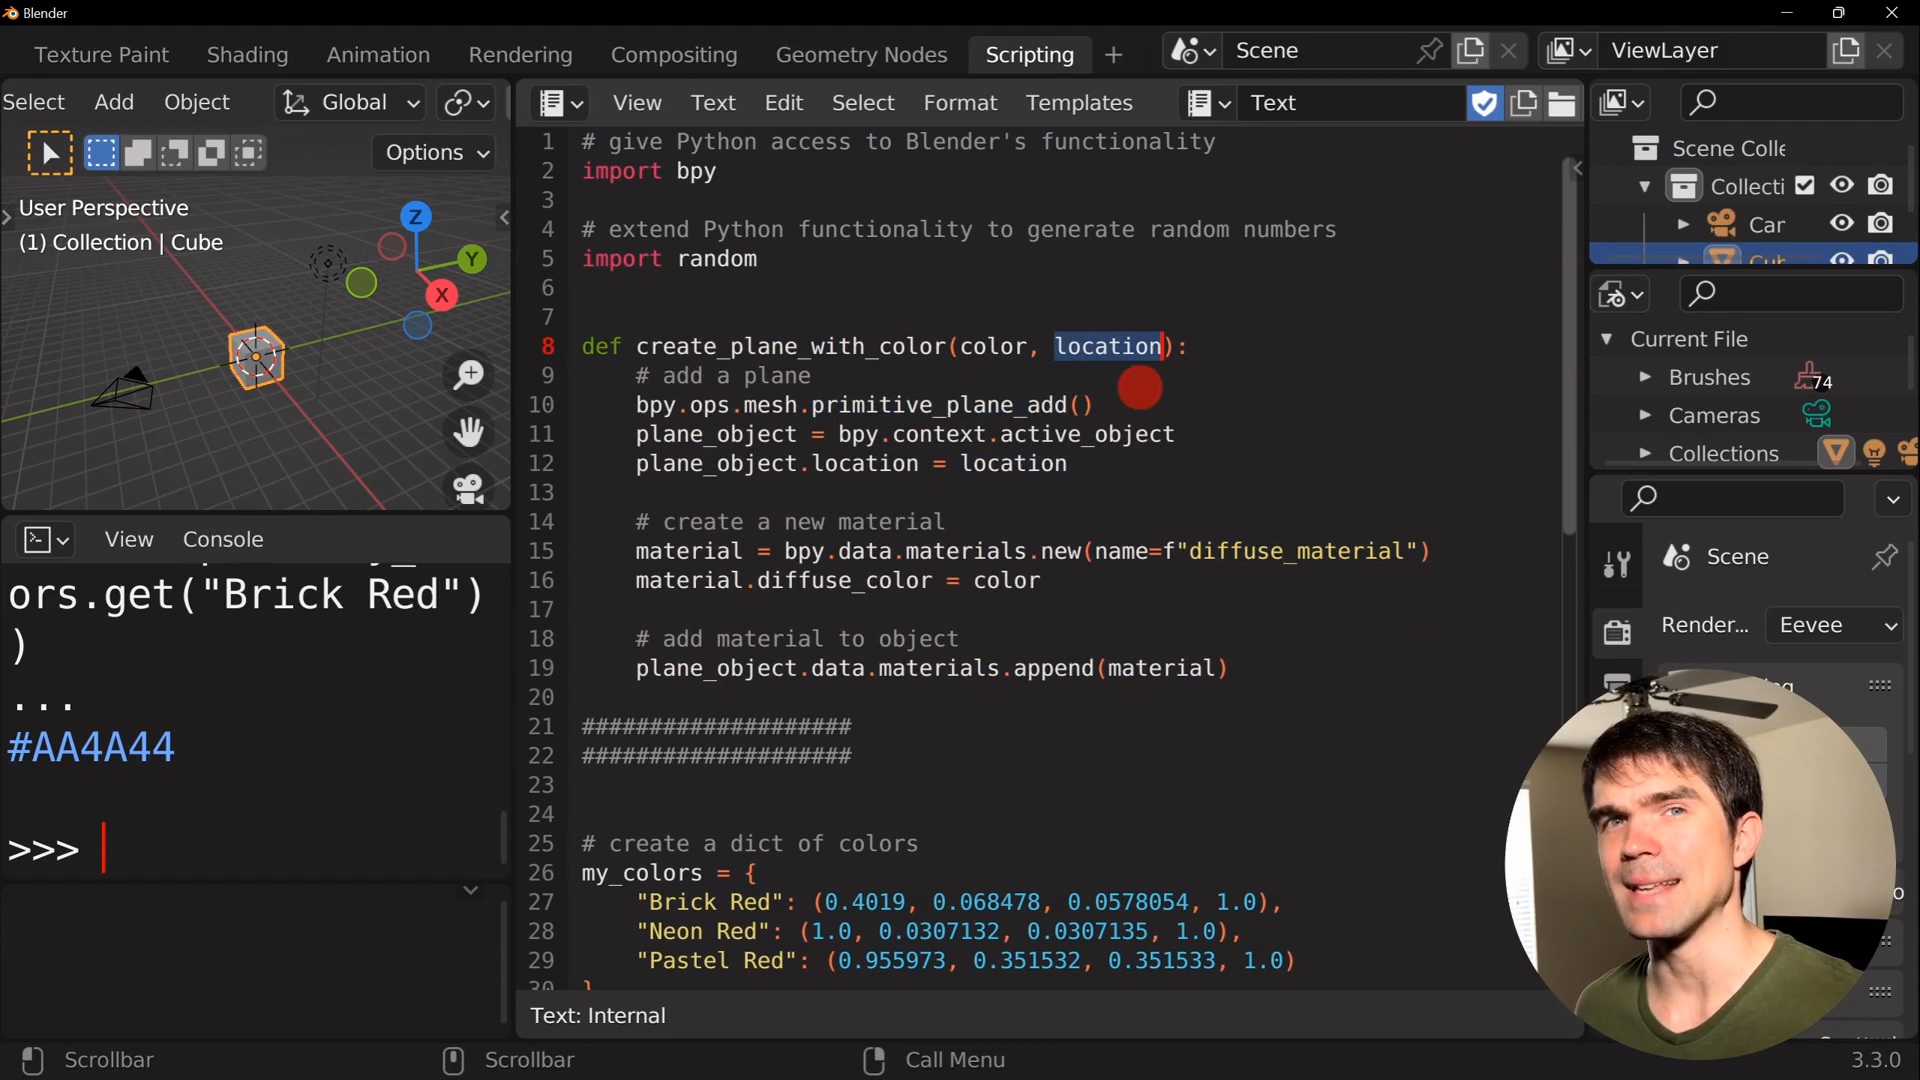 Blender
Texture Paint Shading Animation Rendering Compositing Geometry Nodes Scripting + Scene ViewLayer
Select Add Object Global
View Text Edit Select Format Templates Text
Options
User Perspective
(1) Collection | Cube
Z
Y
X
1 # give Python access to Blender's functionality
2 import bpy
3
4 # extend Python functionality to generate random numbers
5 import random
6
7
8 def create_plane_with_color(color, location):
9 # add a plane
10 bpy.ops.mesh.primitive_plane_add()
11 plane_object = bpy.context.active_object
12 plane_object.location = location
13
14 # create a new material
15 material = bpy.data.materials.new(name=f"diffuse_material")
16 material.diffuse_color = color
17
18 # add material to object
19 plane_object.data.materials.append(material)
20
21 ####################
22 ####################
23
24
25 # create a dict of colors
26 my_colors = {
27 "Brick Red": (0.4019, 0.068478, 0.0578054, 1.0),
28 "Neon Red": (1.0, 0.0307132, 0.0307135, 1.0),
29 "Pastel Red": (0.955973, 0.351532, 0.351533, 1.0)
30 }
Text: Internal
View Console
ors.get("Brick Red")
)
...
#AA4A44
>>>
Scene Colle
Collecti
Car
Cub
Current File
Brushes 74
Cameras
Collections
Scene
Render... Eevee
Scrollbar Scrollbar Call Menu 3.3.0